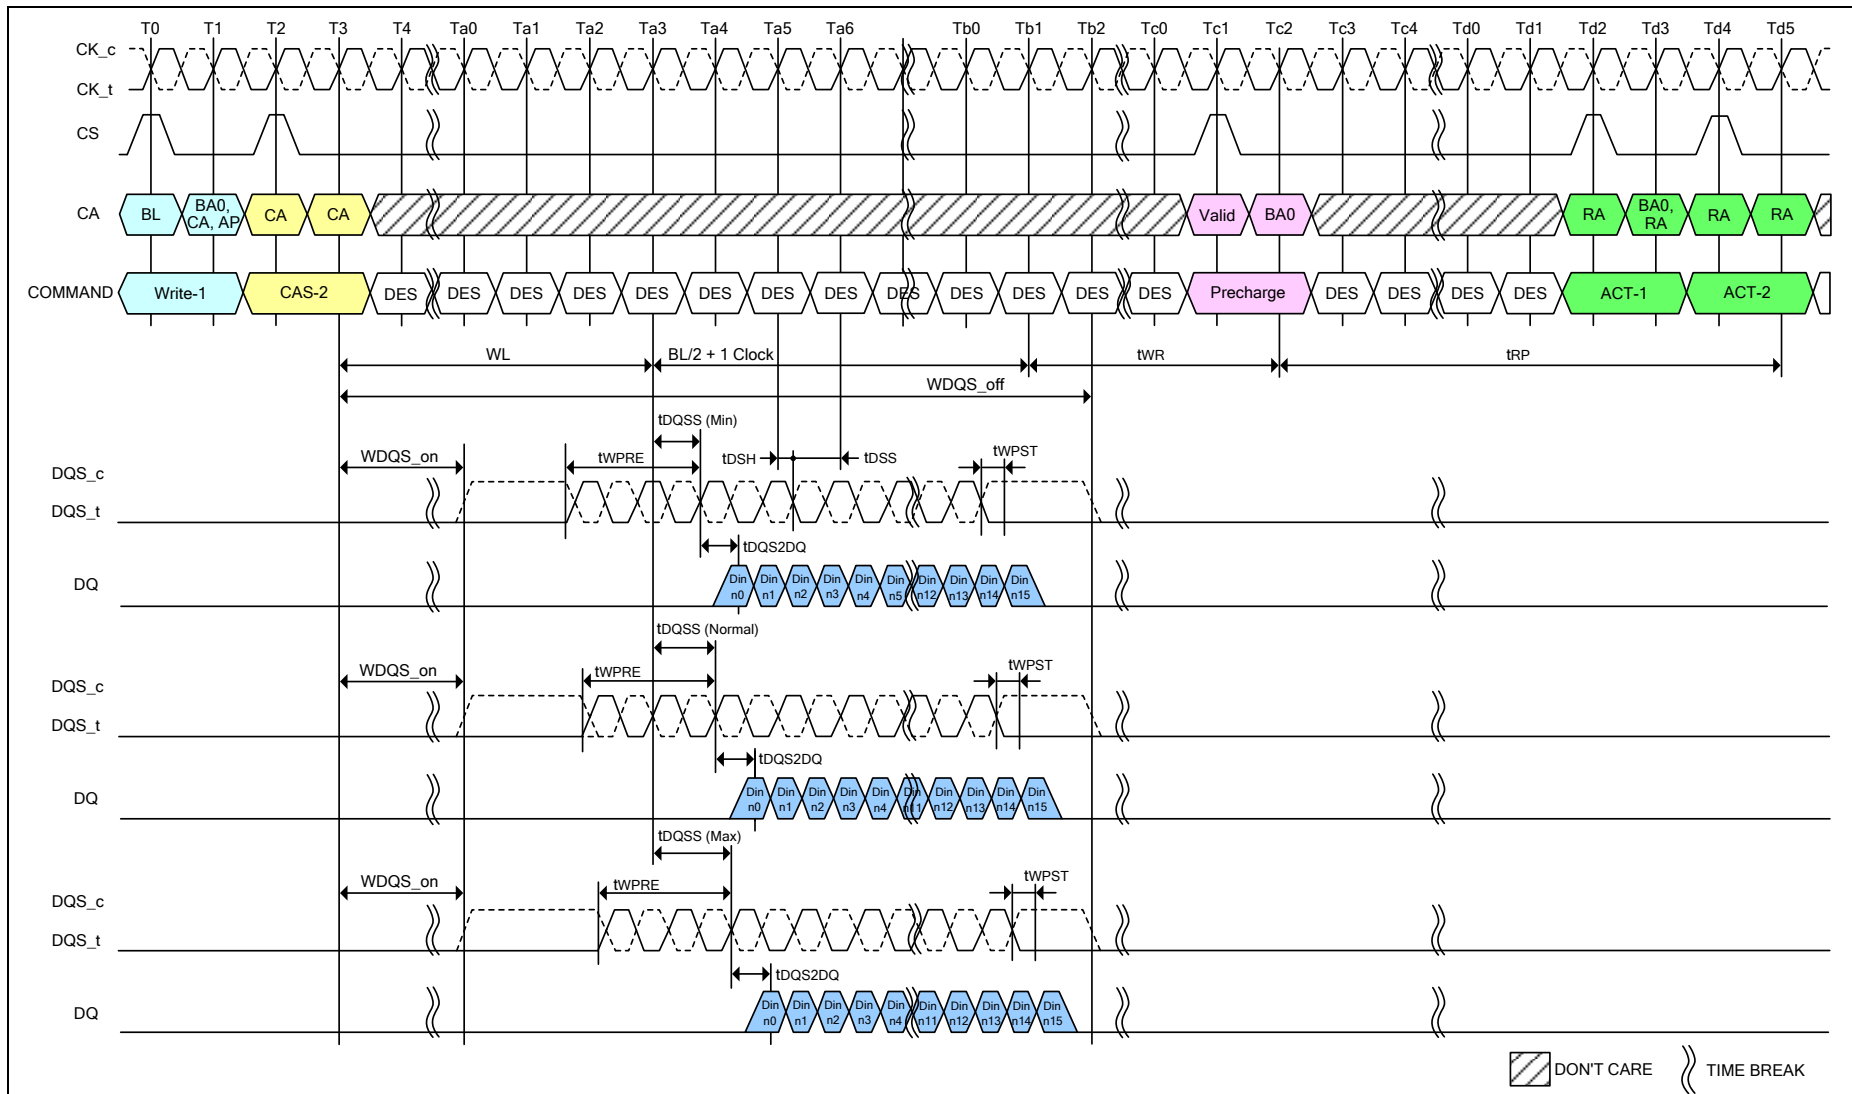 T0 T1 T2 T3 T4 Ta0 Ta1 Ta2 Ta3 Ta4 Ta5 Ta6 Tb0 Tb1 Tb2 Tc0 Tc1 Tc2 Tc3 Tc4 Td0 Td1 Td2 Td3 Td4 Td5
CK_c
CK_t
CS
CA BL BA0, CA, AP CA CA Valid BA0 RA BA0, RA RA RA
COMMAND Write-1 CAS-2 DES DES DES DES DES DES DES DES DES DES DES DES DES Precharge DES DES DES DES ACT-1 ACT-2
WL BL/2 + 1 Clock tWR tRP
WDQS_off
tDQSS (Min)
WDQS_on tWPRE tDSH tDSS tWPST
DQS_c
DQS_t
tDQS2DQ
DQ Din n0 Din n1 Din n2 Din n3 Din n4 Din n5 Din n12 Din n13 Din n14 Din n15
tDQSS (Normal)
WDQS_on tWPRE tWPST
DQS_c
DQS_t
tDQS2DQ
DQ Din n0 Din n1 Din n2 Din n3 Din n4 Din n11 Din n12 Din n13 Din n14 Din n15
tDQSS (Max)
WDQS_on tWPRE tWPST
DQS_c
DQS_t
tDQS2DQ
DQ Din n0 Din n1 Din n2 Din n3 Din n4 Din n11 Din n12 Din n13 Din n14 Din n15
DON'T CARE TIME BREAK